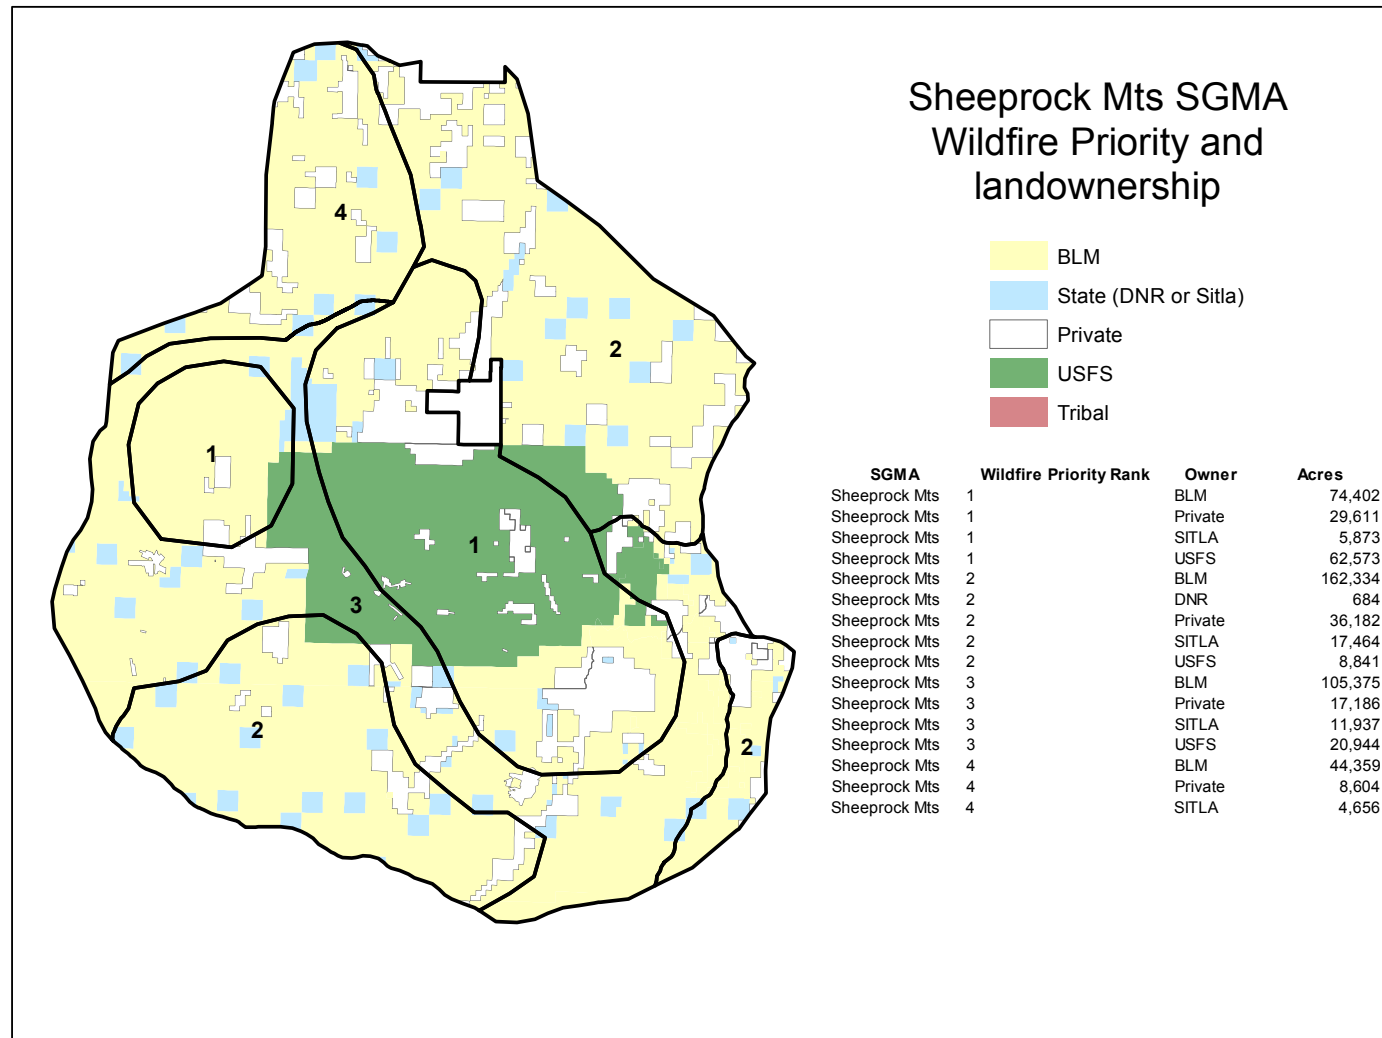 Sheeprock Mts SGMA
Wildfire Priority and
landownership
BLM
State (DNR or Sitla)
Private
USFS
Tribal
SGMA Wildfire Priority Rank Owner Acres
Sheeprock Mts 1 BLM 74,402
Sheeprock Mts 1 Private 29,611
Sheeprock Mts 1 SITLA 5,873
Sheeprock Mts 1 USFS 62,573
Sheeprock Mts 2 BLM 162,334
Sheeprock Mts 2 DNR 684
Sheeprock Mts 2 Private 36,182
Sheeprock Mts 2 SITLA 17,464
Sheeprock Mts 2 USFS 8,841
Sheeprock Mts 3 BLM 105,375
Sheeprock Mts 3 Private 17,186
Sheeprock Mts 3 SITLA 11,937
Sheeprock Mts 3 USFS 20,944
Sheeprock Mts 4 BLM 44,359
Sheeprock Mts 4 Private 8,604
Sheeprock Mts 4 SITLA 4,656
4
2
1
1
3
2
2